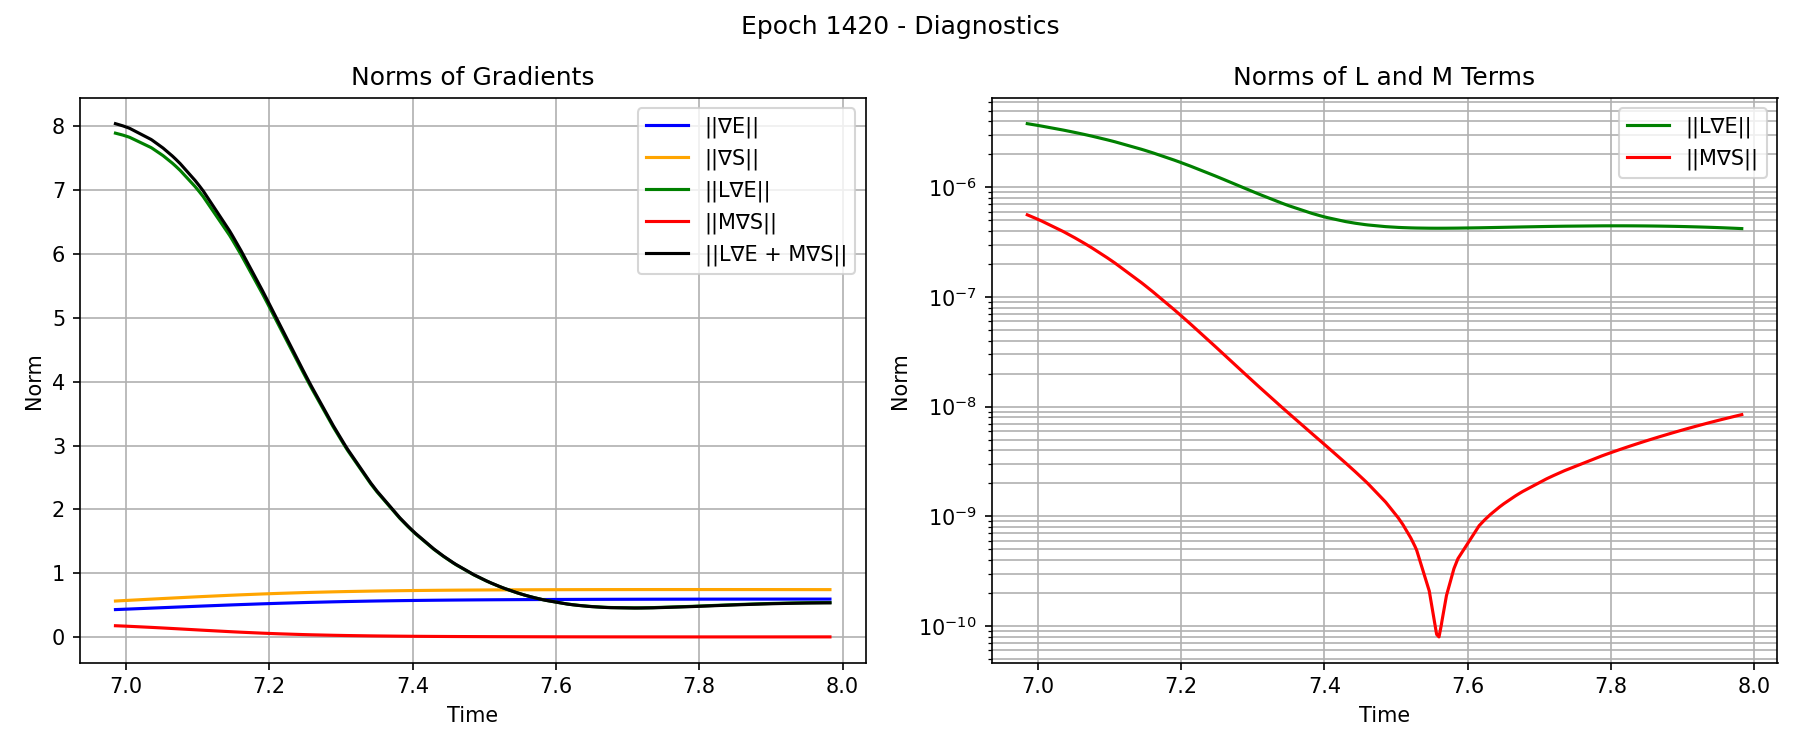 Epoch 1420 - Diagnostics
Norms of Gradients
Norm
8
7
6
5
4
3
2
1
0
7.0 7.2 7.4 7.6 7.8 8.0
Time
||∇E||
||∇S||
||L∇E||
||M∇S||
||L∇E + M∇S||
Norms of L and M Terms
Norm
10⁻⁶
10⁻⁷
10⁻⁸
10⁻⁹
10⁻¹⁰
7.0 7.2 7.4 7.6 7.8 8.0
Time
||L∇E||
||M∇S||